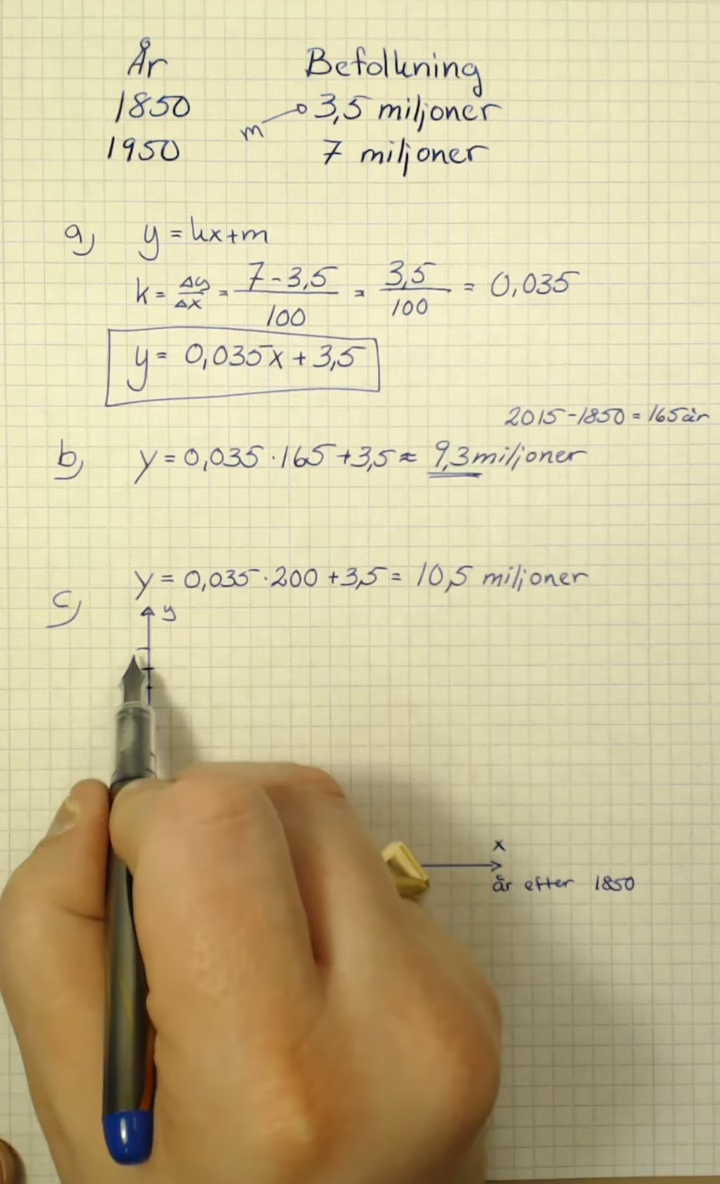 År Befolkning
1850 m 3,5 miljoner
1950 7 miljoner
a) y = kx+m
k = Δy/Δx = 7-3,5/100 = 3,5/100 = 0,035
y = 0,035x + 3,5
2015-1850 = 165 år
b) y = 0,035 · 165 + 3,5 ≈ 9,3 miljoner
y = 0,035 · 200 + 3,5 = 10,5 miljoner
c)
y
x
år efter 1850